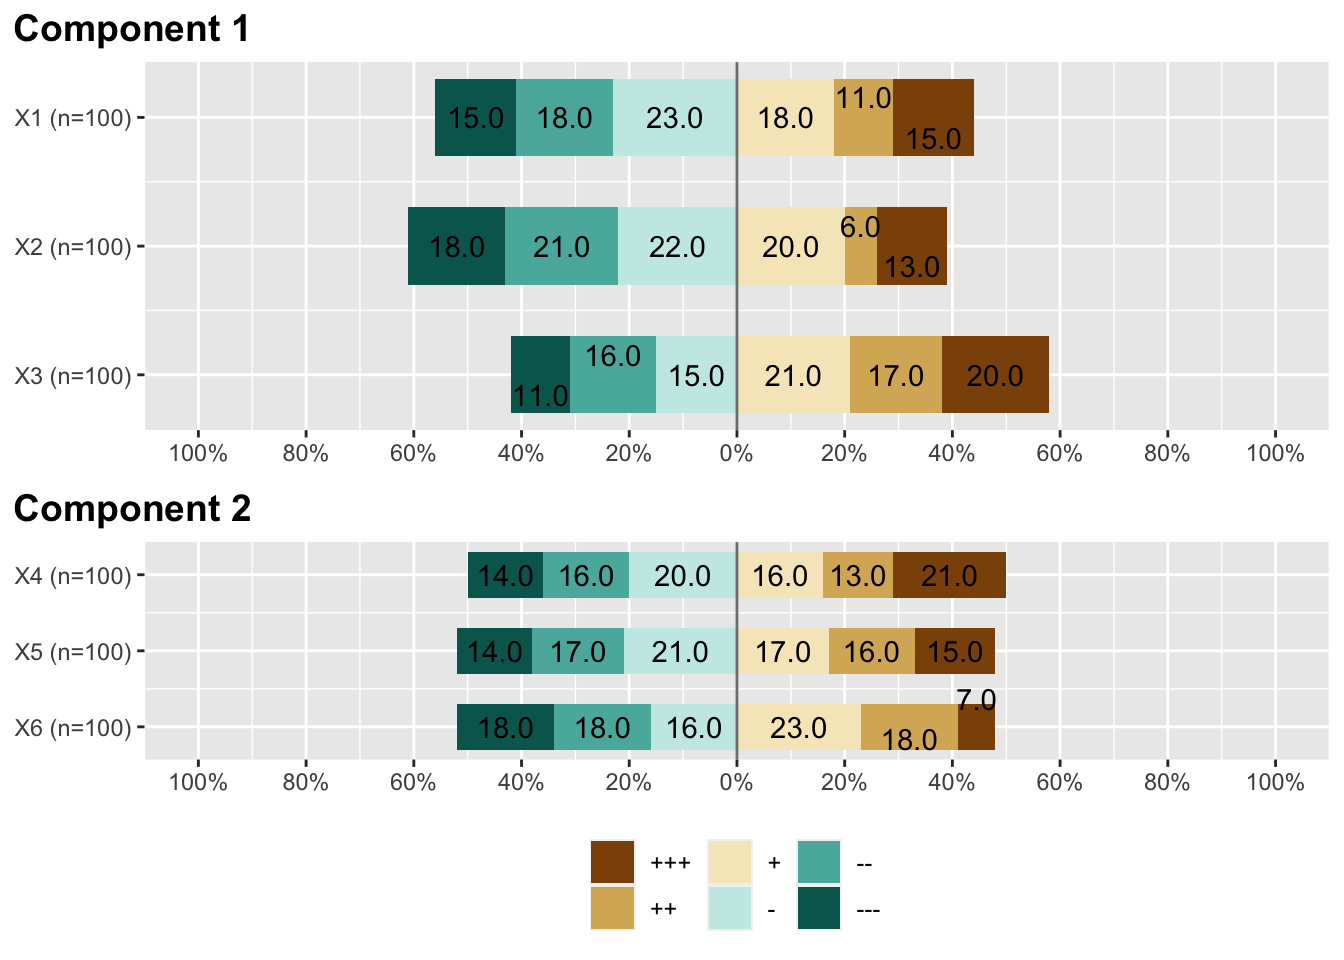 Component 1
X1 (n=100) 15.0 18.0 23.0 18.0 11.0 15.0
X2 (n=100) 18.0 21.0 22.0 20.0 6.0 13.0
X3 (n=100) 11.0 16.0 15.0 21.0 17.0 20.0
100% 80% 60% 40% 20% 0% 20% 40% 60% 80% 100%
Component 2
X4 (n=100) 14.0 16.0 20.0 16.0 13.0 21.0
X5 (n=100) 14.0 17.0 21.0 17.0 16.0 15.0
X6 (n=100) 18.0 18.0 16.0 23.0 18.0 7.0
100% 80% 60% 40% 20% 0% 20% 40% 60% 80% 100%
+++ + --
++ - ---